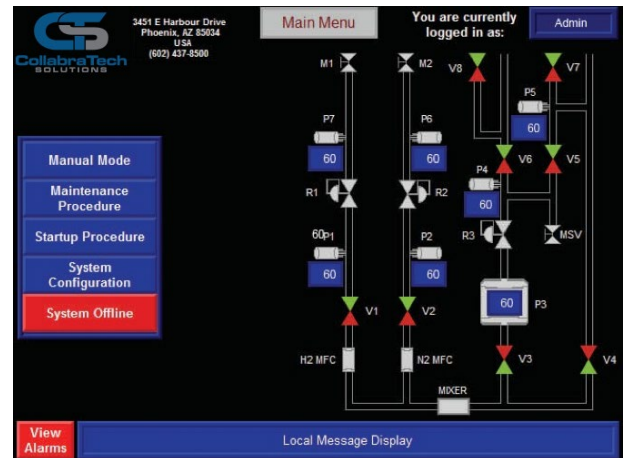 CollabraTech
SOLUTIONS
3451 E Harbour Drive
Phoenix, AZ 85034
USA
(602) 437-8500
Main Menu
You are currently
logged in as:
Admin
M1
M2
V8
V7
P5
60
P7
60
P6
60
V6
V5
P4
60
R1
R2
R3
MSV
60P1
60
P2
60
60
P3
V1
V2
V3
V4
H2 MFC
N2 MFC
MIXER
Manual Mode
Maintenance
Procedure
Startup Procedure
System
Configuration
System Offline
View
Alarms
Local Message Display